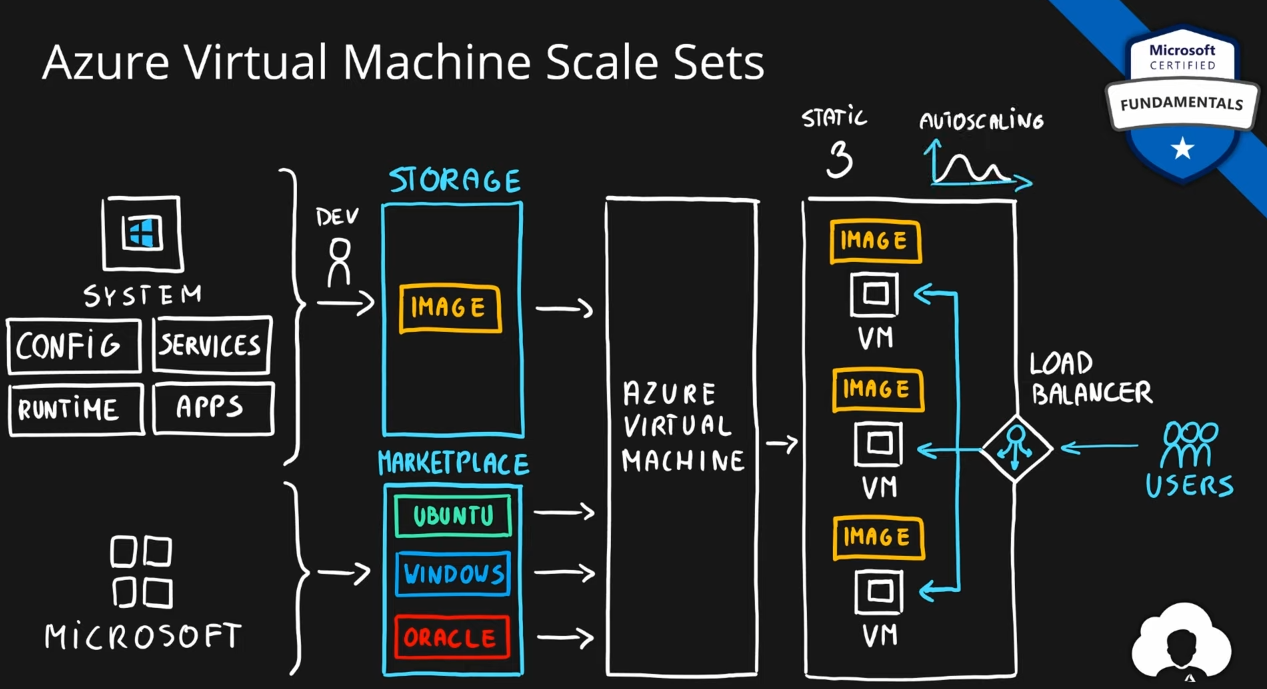 Azure Virtual Machine Scale Sets
Microsoft
CERTIFIED
FUNDAMENTALS
STATIC
3
AUTOSCALING
STORAGE
DEV
IMAGE
SYSTEM
CONFIG
SERVICES
RUNTIME
APPS
MARKETPLACE
UBUNTU
WINDOWS
ORACLE
MICROSOFT
AZURE
VIRTUAL
MACHINE
IMAGE
VM
IMAGE
VM
IMAGE
VM
LOAD
BALANCER
USERS